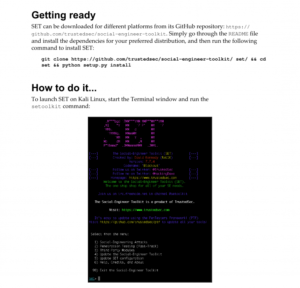 Getting ready
SET can be downloaded for different platforms from its GitHub repository: https://
github.com/trustedsec/social-engineer-toolkit/. Simply go through the README file
and install the dependencies for your preferred distribution, and then run the following
command to install SET:
git clone https://github.com/trustedsec/social-engineer-toolkit/ set/ && cd
set && python setup.py install
How to do it...
To launch SET on Kali Linux, start the Terminal window and run the
setoolkit command:
SET
The Social-Engineer Toolkit is a product of TrustedSec.
Visit: https://www.trustedsec.com
Select from the menu:
1) Social-Engineering Attacks
2) Penetration Testing (Fast-Track)
3) Third Party Modules
4) Update the Social-Engineer Toolkit
5) Update SET configuration
6) Help, Credits, and About
99) Exit the Social-Engineer Toolkit
set>